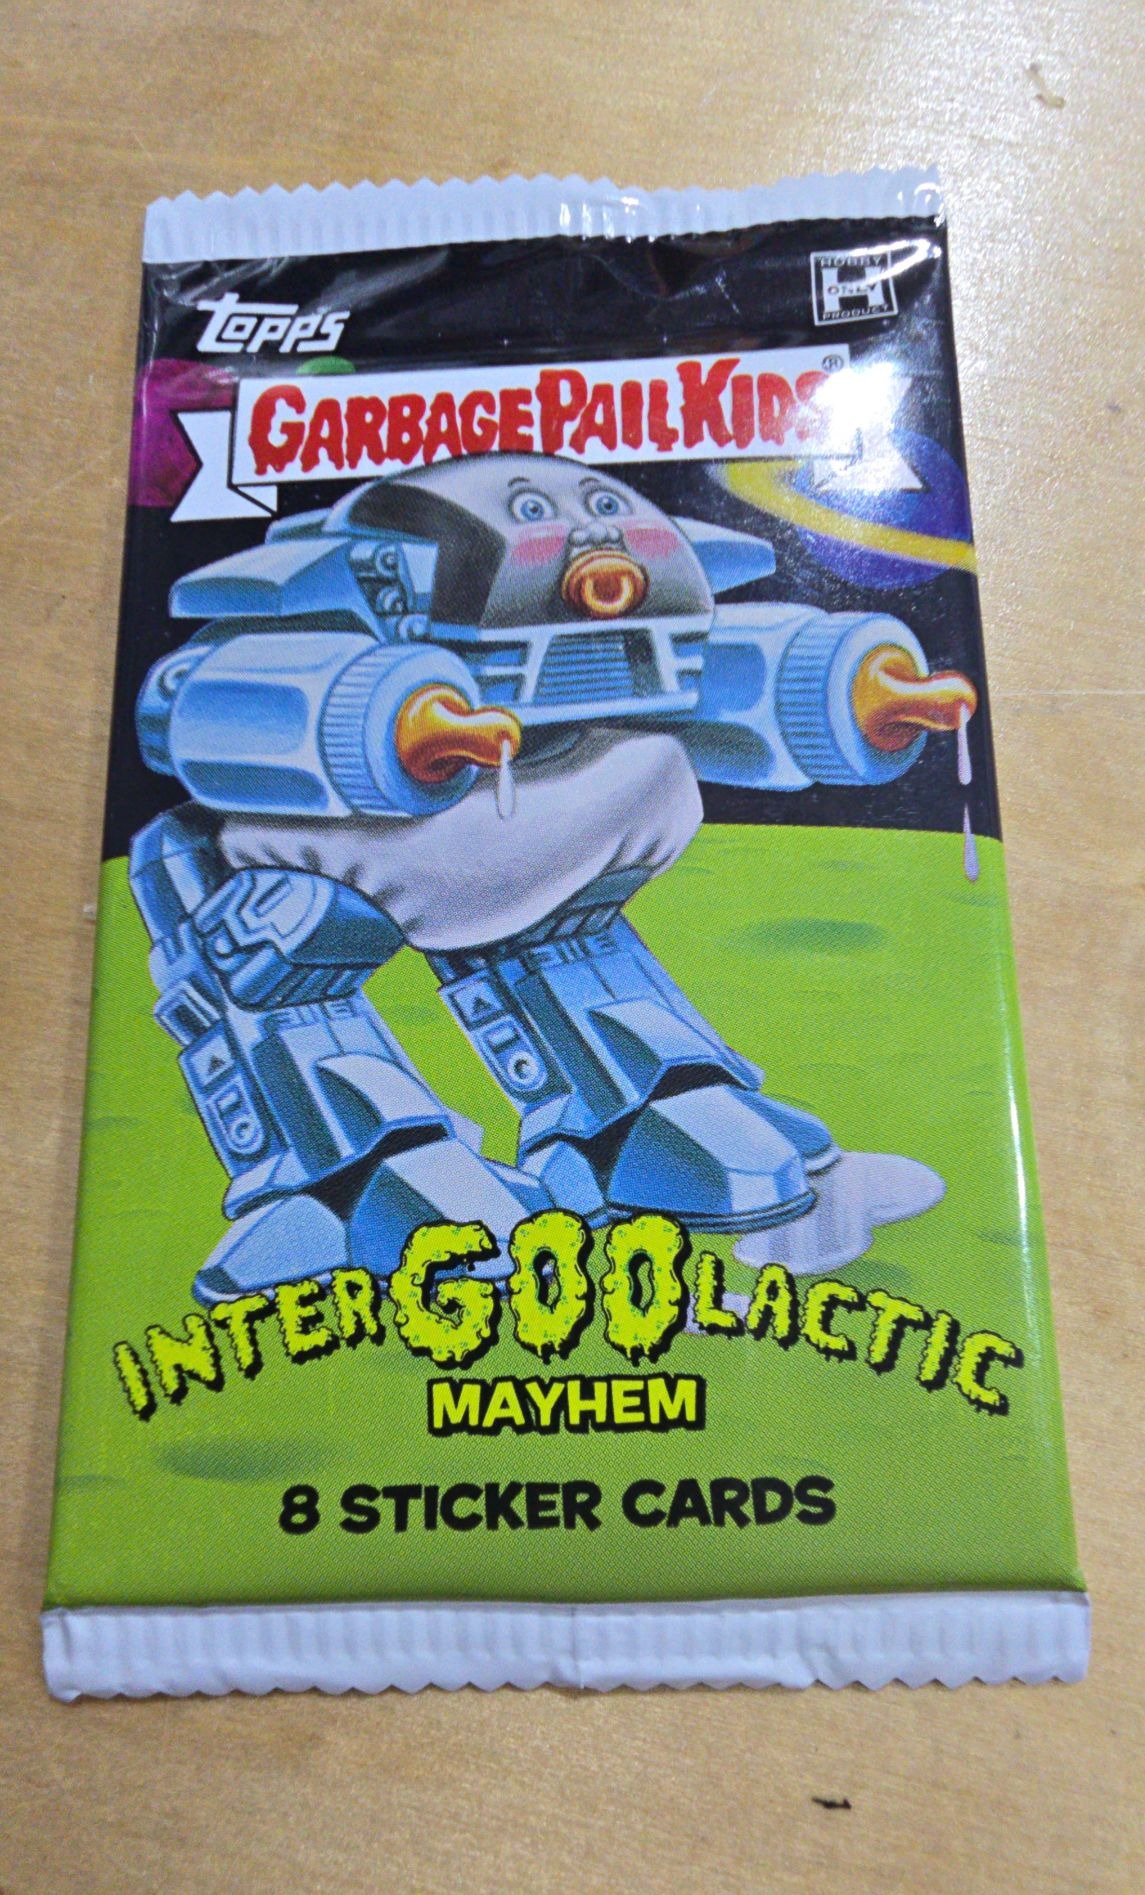 topps
HOBBY
ONLY
PRODUCT
GARBAGE PAIL KIDS®
INTERGOOLACTIC
MAYHEM
8 STICKER CARDS